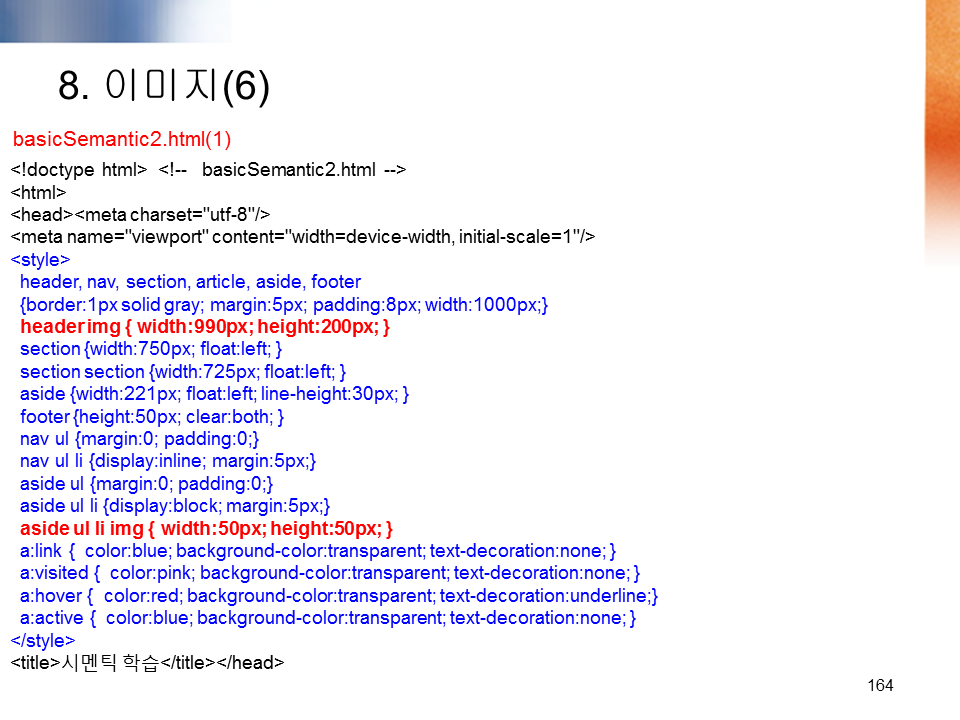 8. 이미지(6)
basicSemantic2.html(1)
<!doctype html>  <!--   basicSemantic2.html  -->
<html>
<head><meta charset="utf-8"/>
<meta name="viewport" content="width=device-width, initial-scale=1"/>
<style>
  header, nav, section, article, aside, footer
  {border:1px solid gray; margin:5px; padding:8px; width:1000px;}
  header img { width:990px; height:200px; }
  section {width:750px; float:left; }
  section section {width:725px; float:left; }
  aside {width:221px; float:left; line-height:30px; }
  footer {height:50px; clear:both; }
  nav ul {margin:0; padding:0;}
  nav ul li {display:inline; margin:5px;}
  aside ul {margin:0; padding:0;}
  aside ul li {display:block; margin:5px;}
  aside ul li img { width:50px; height:50px; }
  a:link {  color:blue; background-color:transparent; text-decoration:none; }
  a:visited {  color:pink; background-color:transparent; text-decoration:none; }
  a:hover {  color:red; background-color:transparent; text-decoration:underline;}
  a:active {  color:blue; background-color:transparent; text-decoration:none; }
</style>
<title>시멘틱 학습</title></head>
164